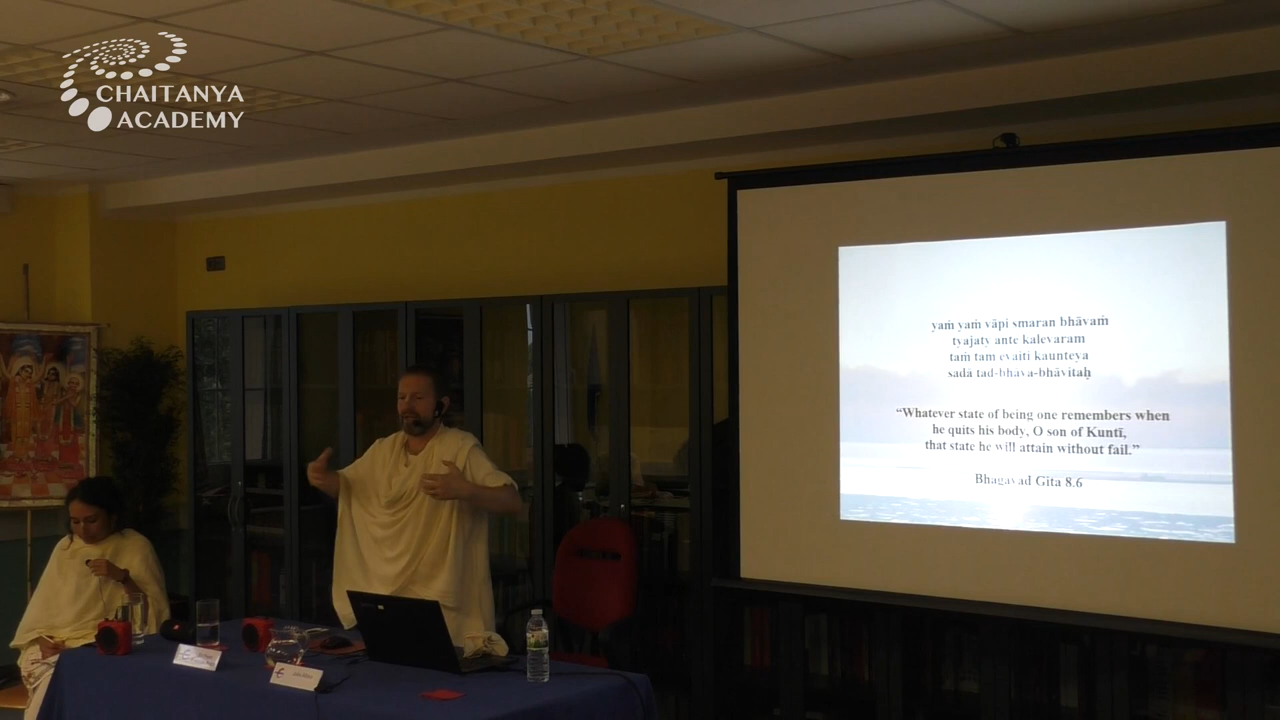 CHAITANYA
ACADEMY
yaṁ yaṁ vāpi smaran bhāvaṁ
tyajaty ante kalevaram
taṁ tam evaiti kaunteya
sadā tad-bhāva-bhāvitaḥ
“Whatever state of being one remembers when
he quits his body, O son of Kuntī,
that state he will attain without fail.”
Bhagavad Gita 8.6